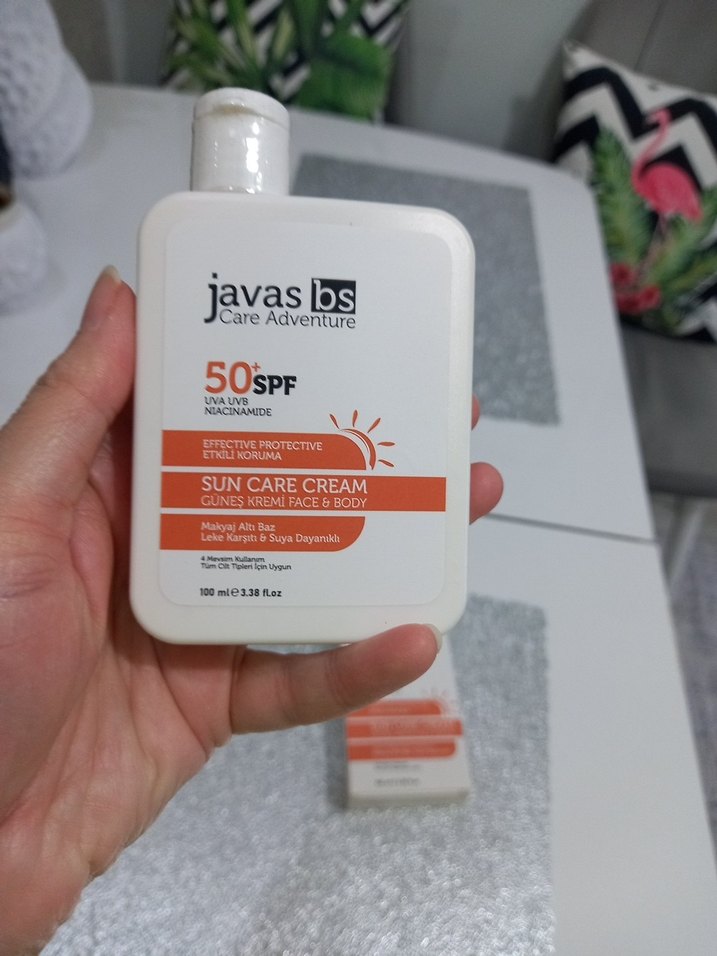 javas bs
Care Adventure
50+ SPF
UVA UVB
NIACINAMIDE
EFFECTIVE PROTECTIVE
ETKİLİ KORUMA
SUN CARE CREAM
GÜNEŞ KREMİ FACE & BODY
Makyaj Altı Baz
Leke Karşıtı & Suya Dayanıklı
4 Mevsim Kullanım
Tüm Cilt Tipleri İçin Uygun
100 ml ℮ 3.38 fl.oz